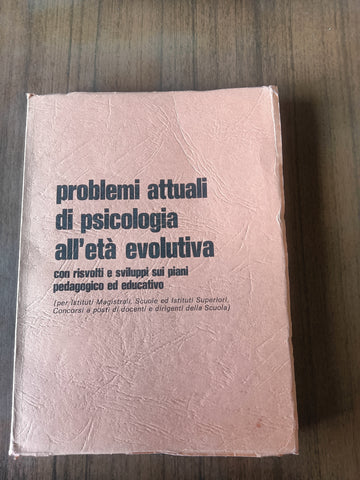 problemi attuali
di psicologia
all'età evolutiva
con risvolti e sviluppi sui piani
pedagogico ed educativo
(per Istituti Magistrali, Scuole ed Istituti Superiori,
Concorsi a posti di docenti e dirigenti della Scuola)